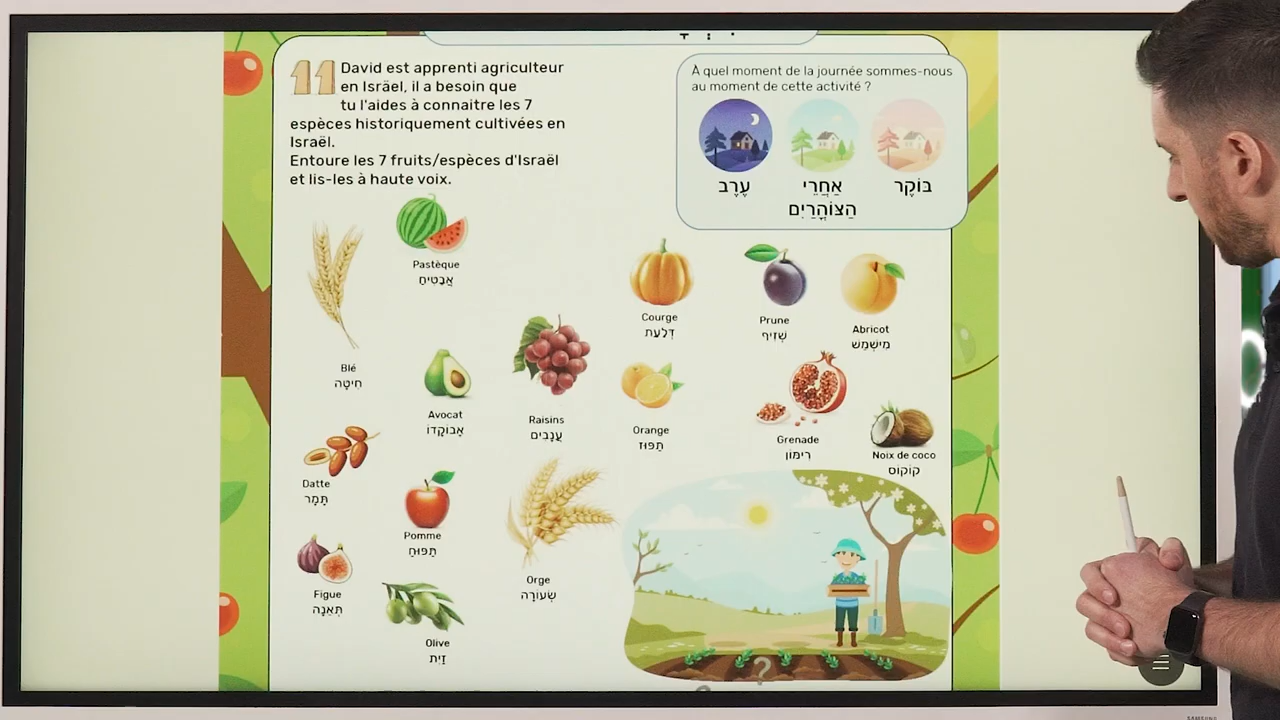 11
David est apprenti agriculteur
en Israël, il a besoin que
tu l'aides à connaitre les 7
espèces historiquement cultivées en
Israël.
Entoure les 7 fruits/espèces d'Israël
et lis-les à haute voix.
À quel moment de la journée sommes-nous
au moment de cette activité ?
עֶרֶב
אַחֲרֵי
הַצוֹהֳרַיִם
בּוֹקֶר
Pastèque
אֲבַטִיחַ
Courge
דְלַעַת
Prune
שְׁזִיף
Abricot
מִישְׁמֵשׁ
Blé
חִיטָה
Avocat
אָבוֹקָדוֹ
Raisins
עֲנָבִים
Orange
תַפּוּז
Grenade
רִימוֹן
Noix de coco
קוֹקוֹס
Datte
תָּמָר
Pomme
תַפּוּחַ
Figue
תְּאֵנָה
Orge
שְׂעוֹרָה
Olive
זַיִת
?
SAMSUNG